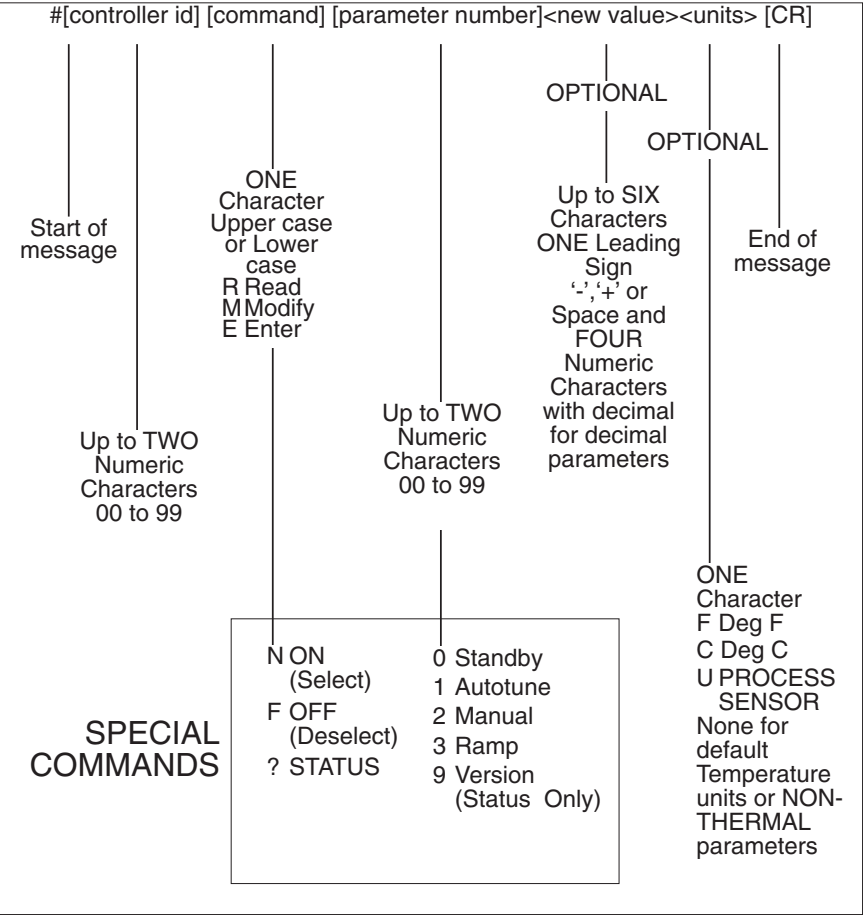 #[controller id] [command] [parameter number]<new value><units> [CR]
OPTIONAL
OPTIONAL
Start of
message
Up to TWO
Numeric
Characters
00 to 99
ONE
Character
Upper case
or Lower
case
R Read
M Modify
E Enter
Up to TWO
Numeric
Characters
00 to 99
Up to SIX
Characters
ONE Leading
Sign
‘-’,‘+’ or
Space and
FOUR
Numeric
Characters
with decimal
for decimal
parameters
End of
message
ONE
Character
F Deg F
C Deg C
U PROCESS
SENSOR
None for
default
Temperature
units or NON-
THERMAL
parameters
SPECIAL
COMMANDS
N ON
(Select)
F OFF
(Deselect)
? STATUS
0 Standby
1 Autotune
2 Manual
3 Ramp
9 Version
(Status Only)